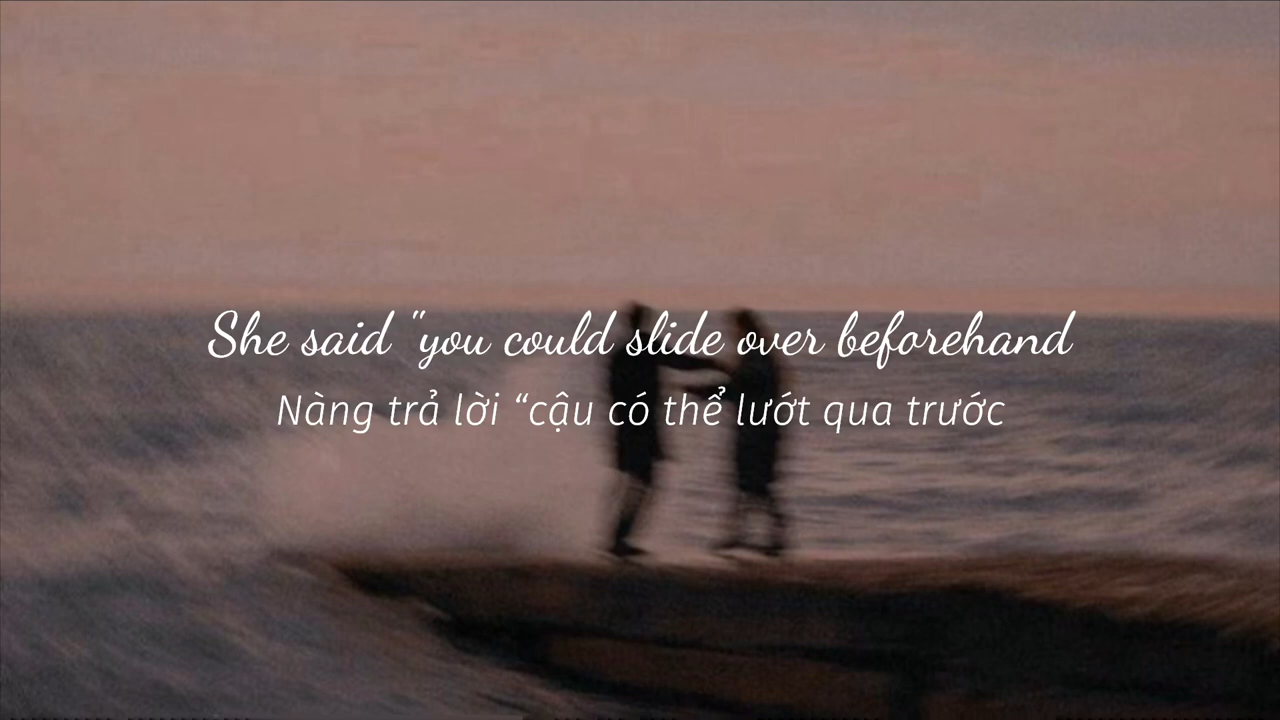 She said "you could slide over beforehand
Nàng trả lời “cậu có thể lướt qua trước